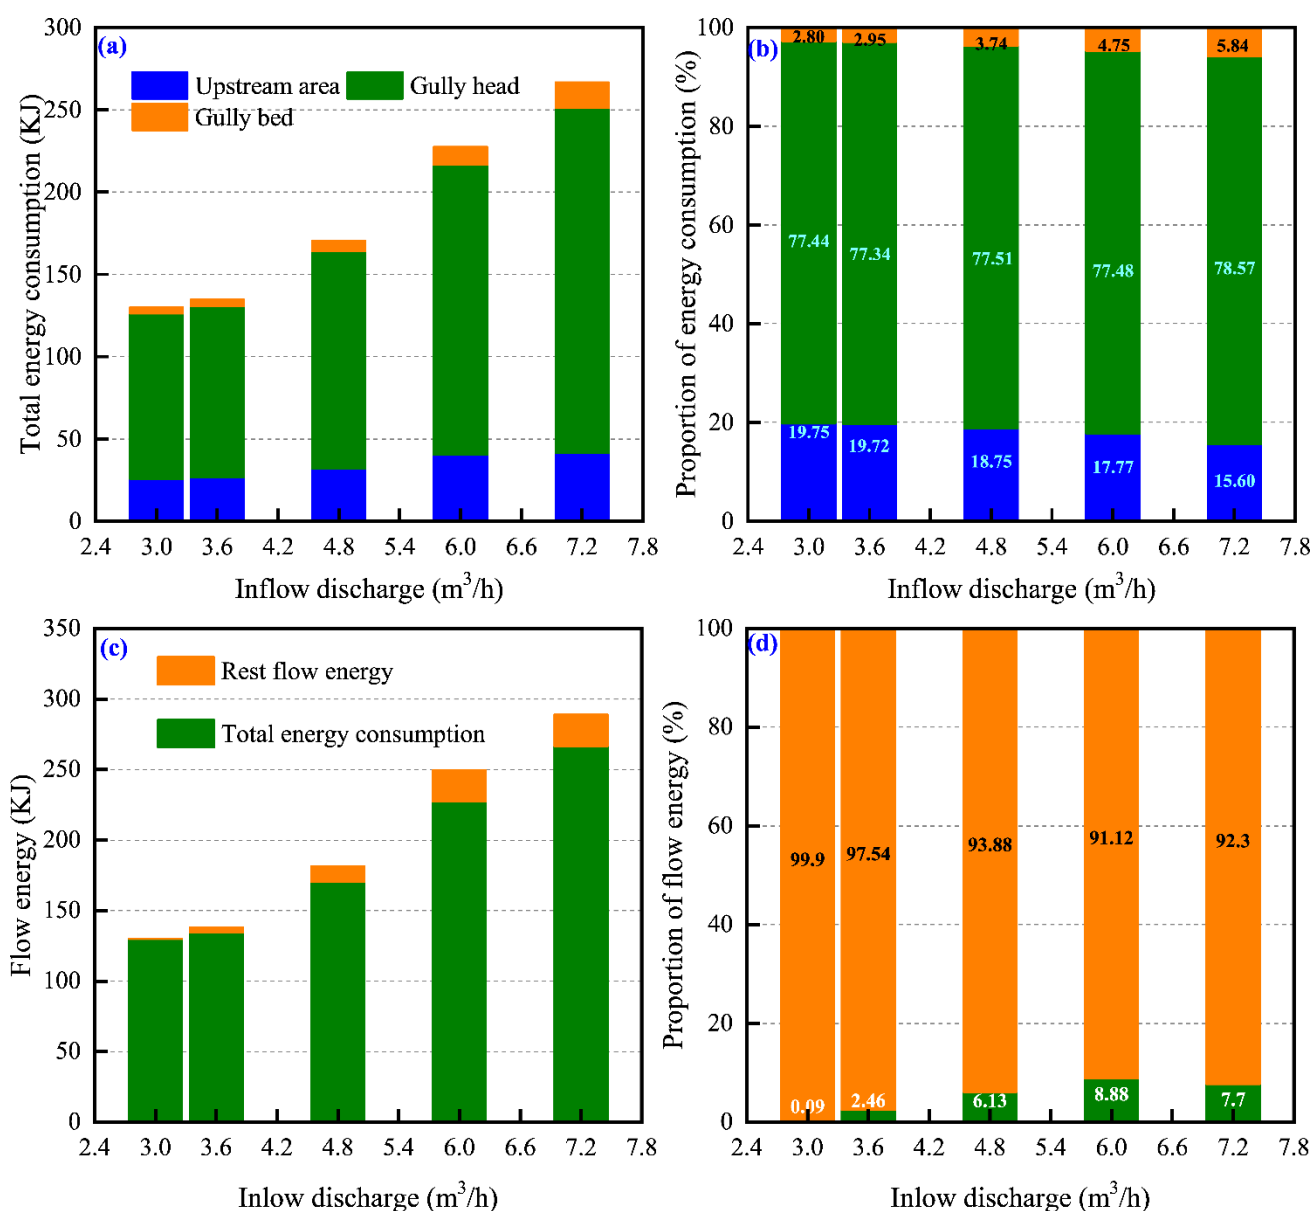 (a)
Upstream area
Gully head
Gully bed
Total energy consumption (KJ)
300
250
200
150
100
50
0
2.4 3.0 3.6 4.2 4.8 5.4 6.0 6.6 7.2 7.8
Inflow discharge (m³/h)
(b)
Proportion of energy consumption (%)
100
80
60
40
20
0
2.80 2.95 3.74 4.75 5.84
77.44 77.34 77.51 77.48 78.57
19.75 19.72 18.75 17.77 15.60
2.4 3.0 3.6 4.2 4.8 5.4 6.0 6.6 7.2 7.8
Inflow discharge (m³/h)
(c)
Rest flow energy
Total energy consumption
Flow energy (KJ)
350
300
250
200
150
100
50
0
2.4 3.0 3.6 4.2 4.8 5.4 6.0 6.6 7.2 7.8
Inlow discharge (m³/h)
(d)
Proportion of flow energy (%)
100
80
60
40
20
0
99.9 97.54 93.88 91.12 92.3
0.09 2.46 6.13 8.88 7.7
2.4 3.0 3.6 4.2 4.8 5.4 6.0 6.6 7.2 7.8
Inlow discharge (m³/h)